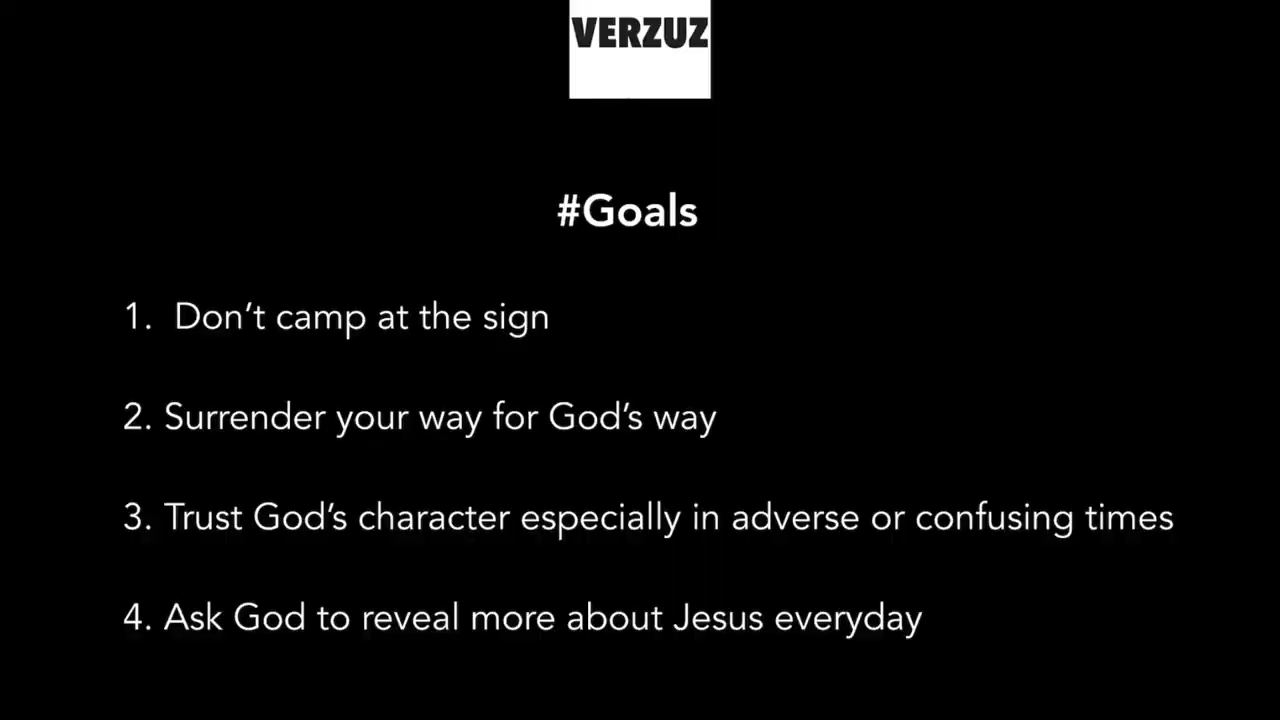 VERZUZ
#Goals
1. Don’t camp at the sign
2. Surrender your way for God’s way
3. Trust God’s character especially in adverse or confusing times
4. Ask God to reveal more about Jesus everyday